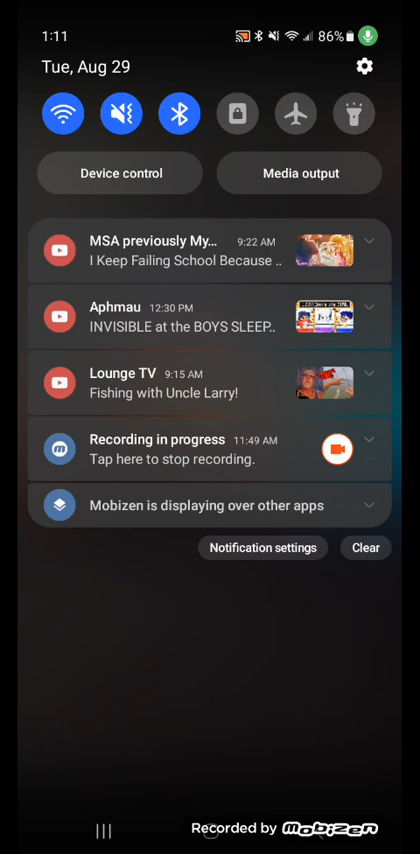 1:11
86%
Tue, Aug 29
Device control
Media output
MSA previously My... 9:22 AM
I Keep Failing School Because ..
Aphmau 12:30 PM
INVISIBLE at the BOYS SLEEP..
Lounge TV 9:15 AM
Fishing with Uncle Larry!
m
Recording in progress 11:49 AM
Tap here to stop recording.
Mobizen is displaying over other apps
Notification settings
Clear
Recorded by Mobizen